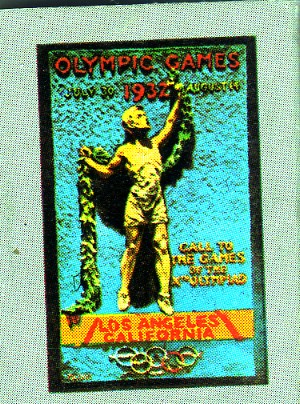 OLYMPIC GAMES
JULY 30 1932 AUGUST 14
CALL TO
THE GAMES
OF THE
Xth OLYMPIAD
LOS ANGELES
CALIFORNIA